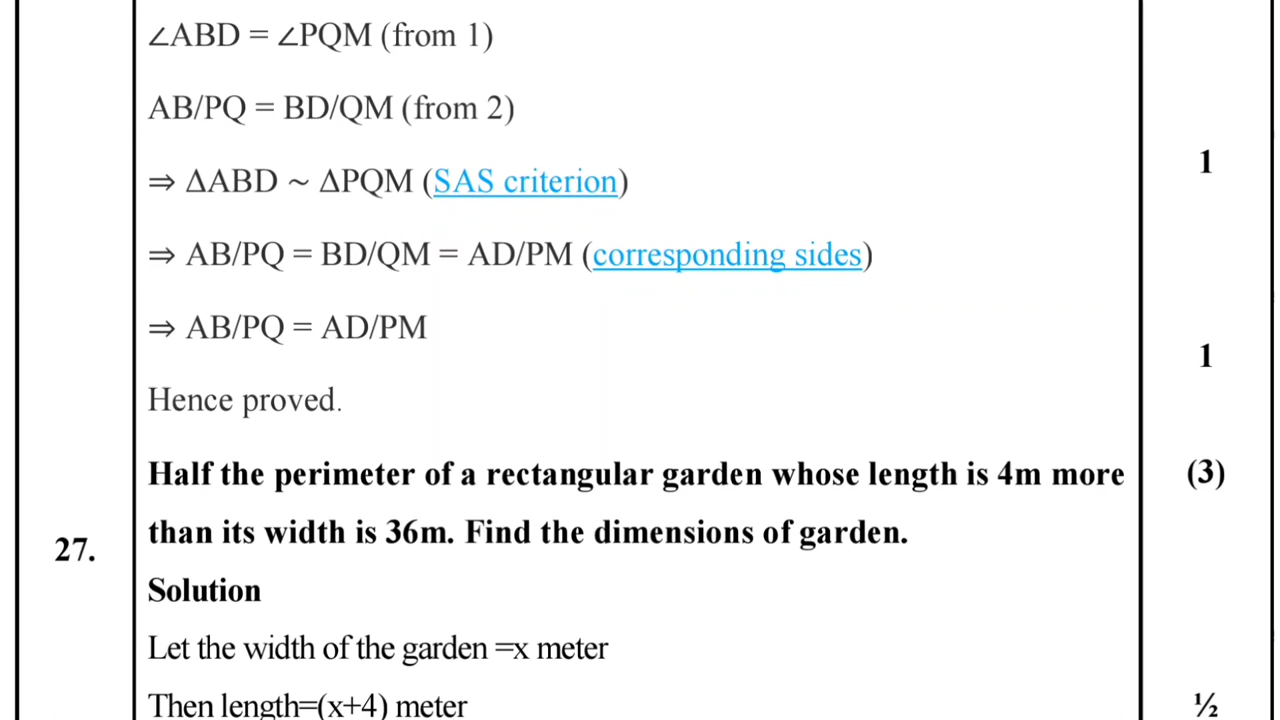 ∠ABD = ∠PQM (from 1)
AB/PQ = BD/QM (from 2)
⇒ ΔABD ~ ΔPQM (SAS criterion)
1
⇒ AB/PQ = BD/QM = AD/PM (corresponding sides)
⇒ AB/PQ = AD/PM
1
Hence proved.
Half the perimeter of a rectangular garden whose length is 4m more (3)
than its width is 36m. Find the dimensions of garden.
27.
Solution
Let the width of the garden =x meter
Then length=(x+4) meter ½